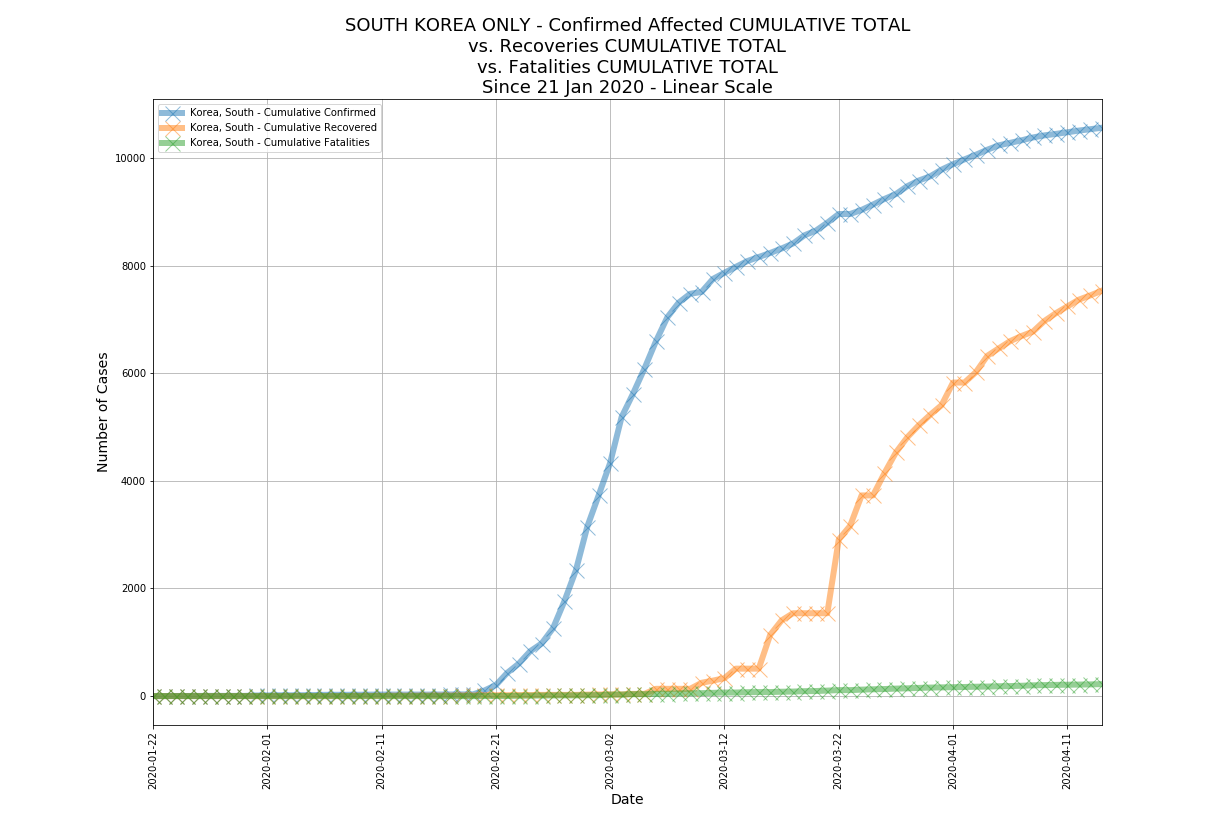 SOUTH KOREA ONLY - Confirmed Affected CUMULATIVE TOTAL
vs. Recoveries CUMULATIVE TOTAL
vs. Fatalities CUMULATIVE TOTAL
Since 21 Jan 2020 - Linear Scale
Korea, South - Cumulative Confirmed
Korea, South - Cumulative Recovered
Korea, South - Cumulative Fatalities
Number of Cases
10000
8000
6000
4000
2000
0
2020-01-22
2020-02-01
2020-02-11
2020-02-21
2020-03-02
2020-03-12
2020-03-22
2020-04-01
2020-04-11
Date